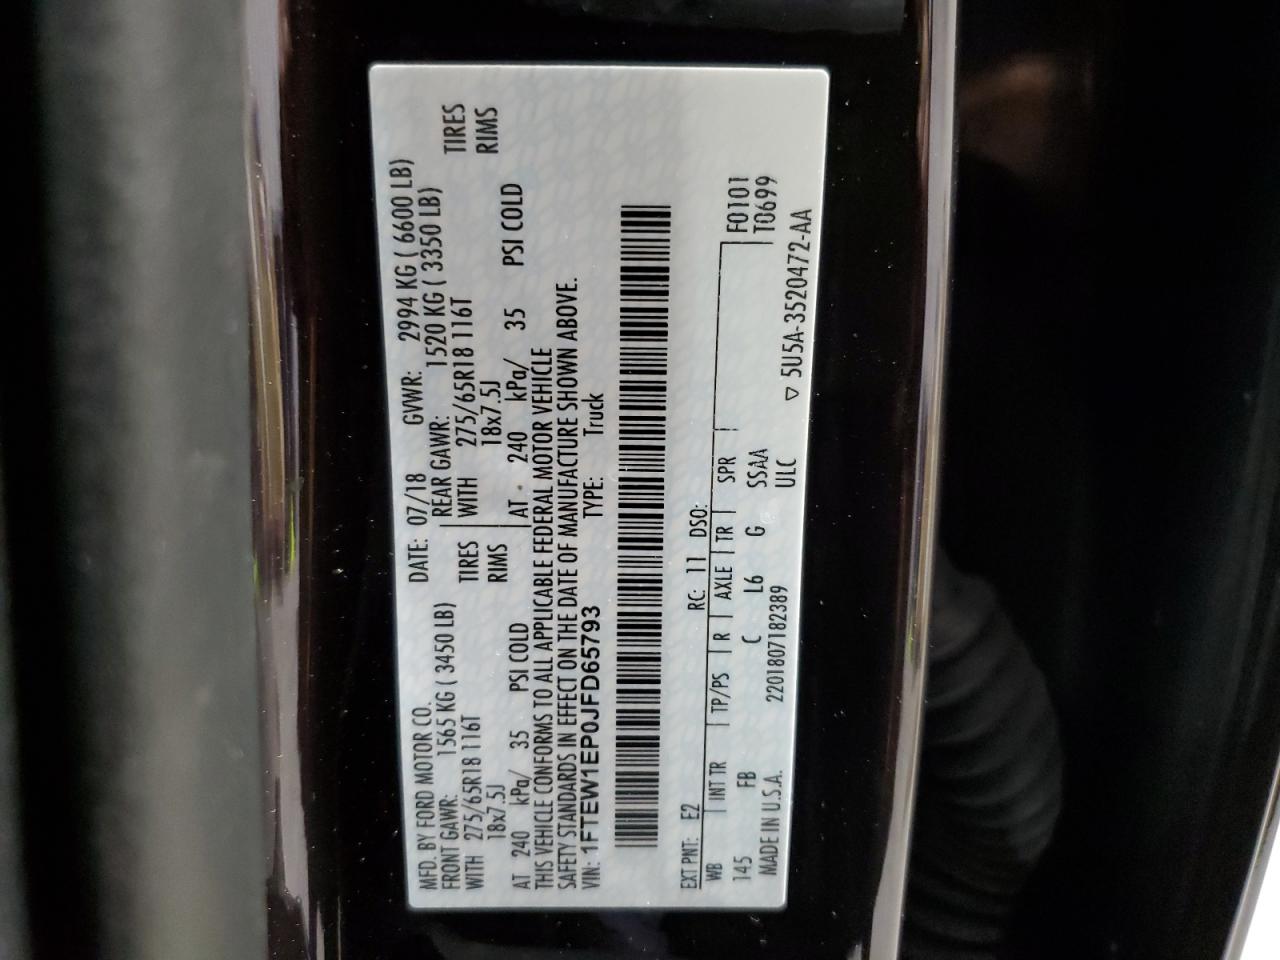 MFD. BY FORD MOTOR CO. DATE: 07/18 GVWR: 2994 KG ( 6600 LB)
FRONT GAWR: 1565 KG ( 3450 LB) REAR GAWR: 1520 KG ( 3350 LB)
WITH 275/65R18 116T TIRES WITH 275/65R18 116T TIRES
18x7.5J RIMS 18x7.5J RIMS
AT 240 kPa/ 35 PSI COLD AT 240 kPa/ 35 PSI COLD
THIS VEHICLE CONFORMS TO ALL APPLICABLE FEDERAL MOTOR VEHICLE
SAFETY STANDARDS IN EFFECT ON THE DATE OF MANUFACTURE SHOWN ABOVE.
VIN: 1FTEW1EP0JFD65793 TYPE: Truck
EXT PNT: E2 RC: 11 DSO: F0101
WB INT TR TP/PS R AXLE TR SPR T0699
145 FB C L6 G SSAA
MADE IN U.S.A. 2201807182389 ULC ▽ 5U5A-3520472-AA